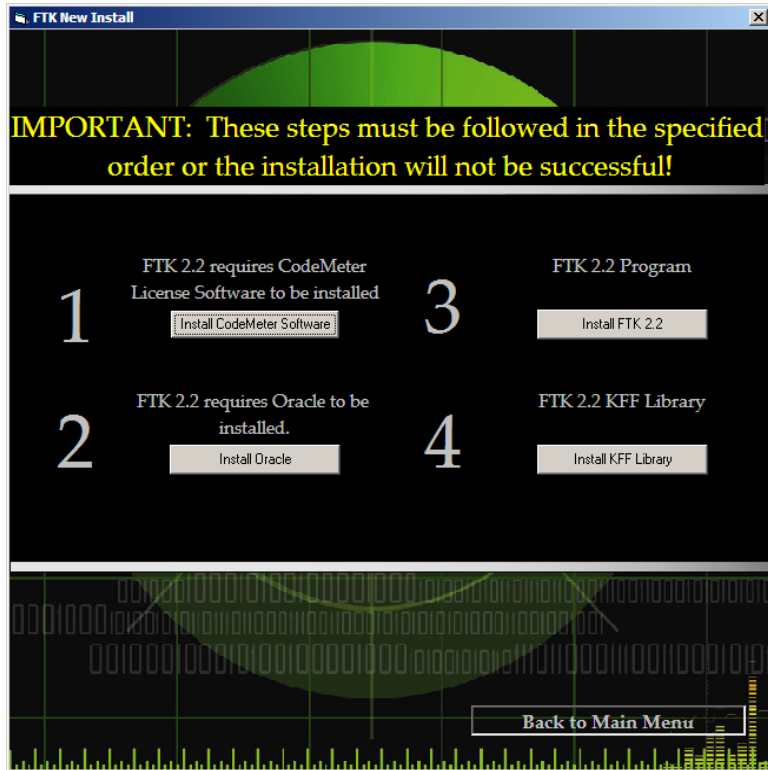 FTK New Install
IMPORTANT: These steps must be followed in the specified
order or the installation will not be successful!
1
FTK 2.2 requires CodeMeter
License Software to be installed
Install CodeMeter Software
2
FTK 2.2 requires Oracle to be
installed.
Install Oracle
3
FTK 2.2 Program
Install FTK 2.2
4
FTK 2.2 KFF Library
Install KFF Library
Back to Main Menu